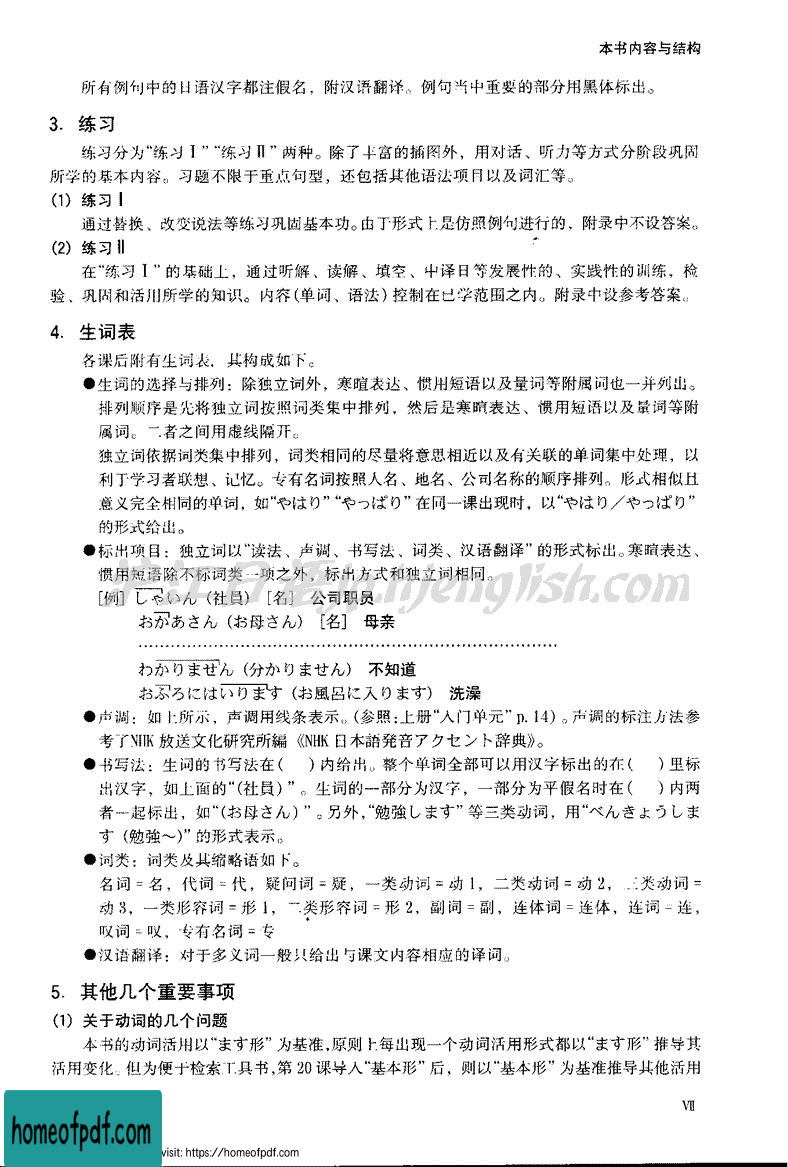 本书内容与结构
所有例句中的日语汉字都注假名，附汉语翻译。例句当中重要的部分用黑体标出。
3. 练习
练习分为“练习Ⅰ”“练习Ⅱ”两种。除了丰富的插图外，用对话、听力等方式分阶段巩固
所学的基本内容。习题不限于重点句型，还包括其他语法项目以及词汇等。
(1) 练习Ⅰ
通过替换、改变说法等练习巩固基本功。由于形式上是仿照例句进行的，附录中不设答案。
(2) 练习Ⅱ
在“练习Ⅰ”的基础上，通过听解、读解、填空、中译日等发展性的、实践性的训练，检
验、巩固和活用所学的知识。内容(单词、语法)控制在已学范围之内。附录中设参考答案。
4. 生词表
各课后附有生词表，其构成如下。
●生词的选择与排列：除独立词外，寒暄表达、惯用短语以及量词等附属词也一并列出。
排列顺序是先将独立词按照词类集中排列，然后是寒暄表达、惯用短语以及量词等附
属词。二者之间用虚线隔开。
独立词依据词类集中排列，词类相同的尽量将意思相近以及有关联的单词集中处理，以
利于学习者联想、记忆。专有名词按照人名、地名、公司名称的顺序排列。形式相似且
意义完全相同的单词，如“やはり”“やっぱり”在同一课出现时，以“やはり／やっぱり”
的形式给出。
●标出项目：独立词以“读法、声调、书写法、词类、汉语翻译”的形式标出。寒暄表达、
惯用短语除不标词类一项之外，标出方式和独立词相同。
[例] しゃいん (社員) [名] 公司职员
おかあさん (お母さん) [名] 母亲
わかりません (分かりません) 不知道
おふろにはいります (お風呂に入ります) 洗澡
●声调：如上所示，声调用线条表示。(参照：上册“入门单元” p. 14)。声调的标注方法参
考了NHK 放送文化研究所編《NHK 日本語発音アクセント辞典》。
●书写法：生词的书写法在(　　)内给出。整个单词全部可以用汉字标出的在(　　)里标
出汉字，如上面的“(社員)”。生词的一部分为汉字，一部分为平假名时在(　　)内两
者一起标出，如“(お母さん)”。另外，“勉強します”等三类动词，用“べんきょうしま
す (勉強～)”的形式表示。
●词类：词类及其缩略语如下。
名词＝名，代词＝代，疑问词＝疑，一类动词＝动 1，二类动词＝动 2，三类动词＝
动 3，一类形容词＝形 1，二类形容词＝形 2，副词＝副，连体词＝连体，连词＝连，
叹词＝叹，专有名词＝专
●汉语翻译：对于多义词一般只给出与课文内容相应的译词。
5. 其他几个重要事项
(1) 关于动词的几个问题
本书的动词活用以“ます形”为基准，原则上每出现一个动词活用形式都以“ます形”推导其
活用变化。但为便于检索工具书，第 20 课导入“基本形”后，则以“基本形”为基准推导其他活用
Ⅶ
homeofpdf.com
visit: https://homeofpdf.com